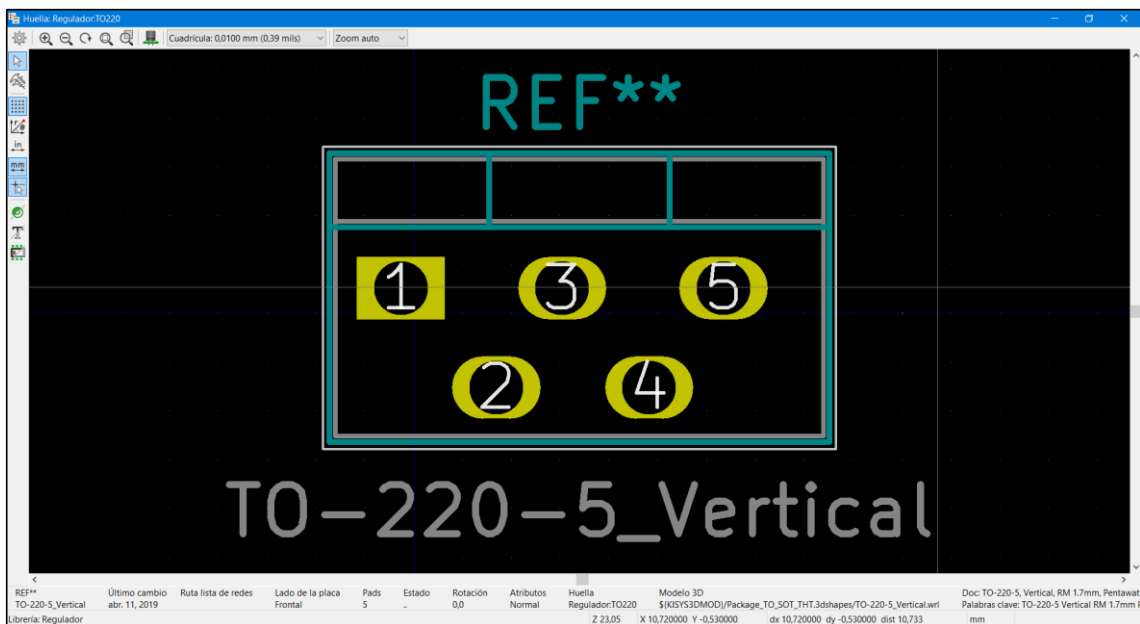 Huella: Regulador:TO220
Cuadrícula: 0,0100 mm (0,39 mils) Zoom auto
in
mm
REF**
1 3 5
2 4
TO-220-5_Vertical
REF** Último cambio Ruta lista de redes Lado de la placa Pads Estado Rotación Atributos Huella Modelo 3D Doc: TO-220-5, Vertical, RM 1.7mm, Pentawat
TO-220-5_Vertical abr. 11, 2019 Frontal 5 .. 0,0 Normal Regulador:TO220 ${KISYS3DMOD}/Package_TO_SOT_THT.3dshapes/TO-220-5_Vertical.wrl Palabras clave: TO-220-5 Vertical RM 1.7mm P
Librería: Regulador Z 23,05 X 10,720000 Y -0,530000 dx 10,720000 dy -0,530000 dist 10,733 mm